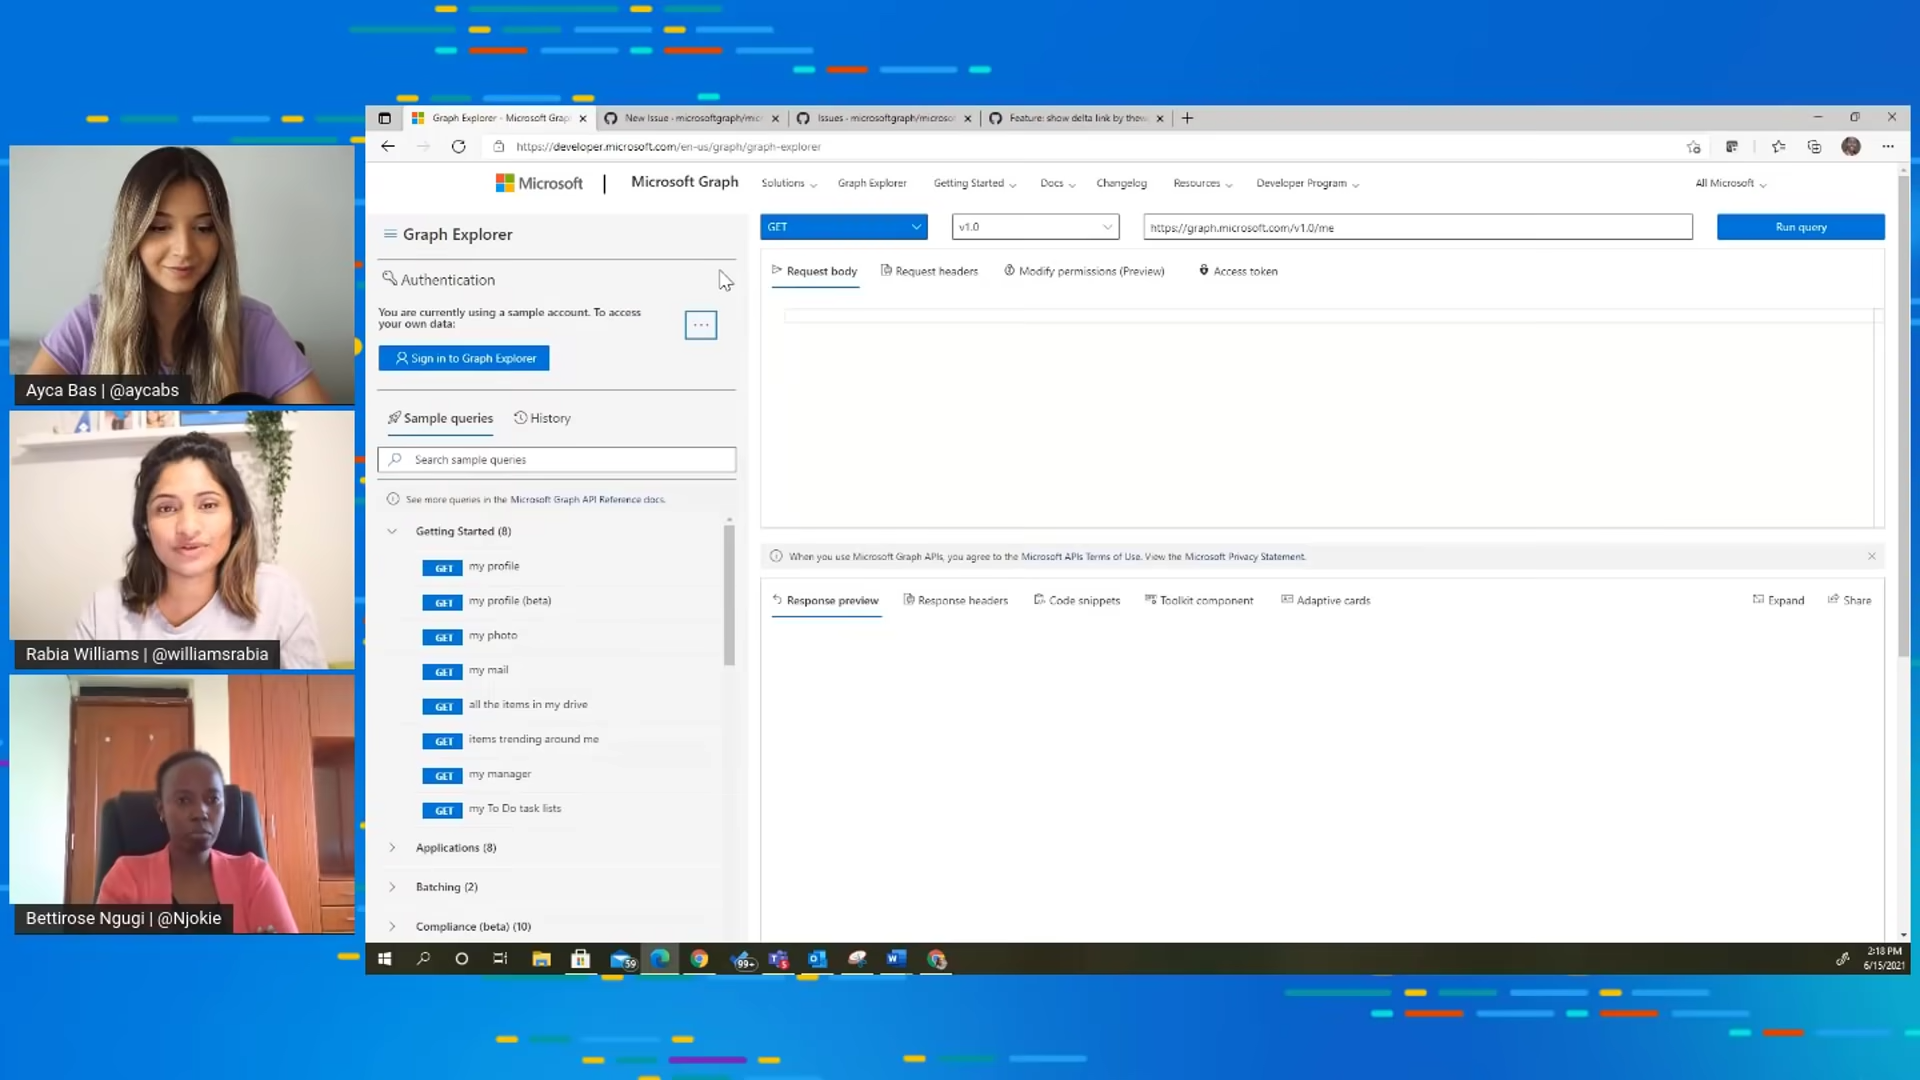 Graph Explorer - Microsoft Grap
New Issue · microsoftgraph/mic
Issues · microsoftgraph/microso
Feature: show delta link by thew
https://developer.microsoft.com/en-us/graph/graph-explorer
Microsoft
Microsoft Graph
Solutions
Graph Explorer
Getting Started
Docs
Changelog
Resources
Developer Program
All Microsoft
Graph Explorer
Authentication
You are currently using a sample account. To access
your own data:
...
Sign in to Graph Explorer
Sample queries
History
Search sample queries
See more queries in the Microsoft Graph API Reference docs.
Getting Started (8)
GET my profile
GET my profile (beta)
GET my photo
GET my mail
GET all the items in my drive
GET items trending around me
GET my manager
GET my To Do task lists
Applications (8)
Batching (2)
Compliance (beta) (10)
GET
v1.0
https://graph.microsoft.com/v1.0/me
Run query
Request body
Request headers
Modify permissions (Preview)
Access token
When you use Microsoft Graph APIs, you agree to the Microsoft APIs Terms of Use. View the Microsoft Privacy Statement.
Response preview
Response headers
Code snippets
Toolkit component
Adaptive cards
Expand
Share
59
99+
2:18 PM
6/15/2021
Ayca Bas | @aycabs
Rabia Williams | @williamsrabia
Bettirose Ngugi | @Njokie